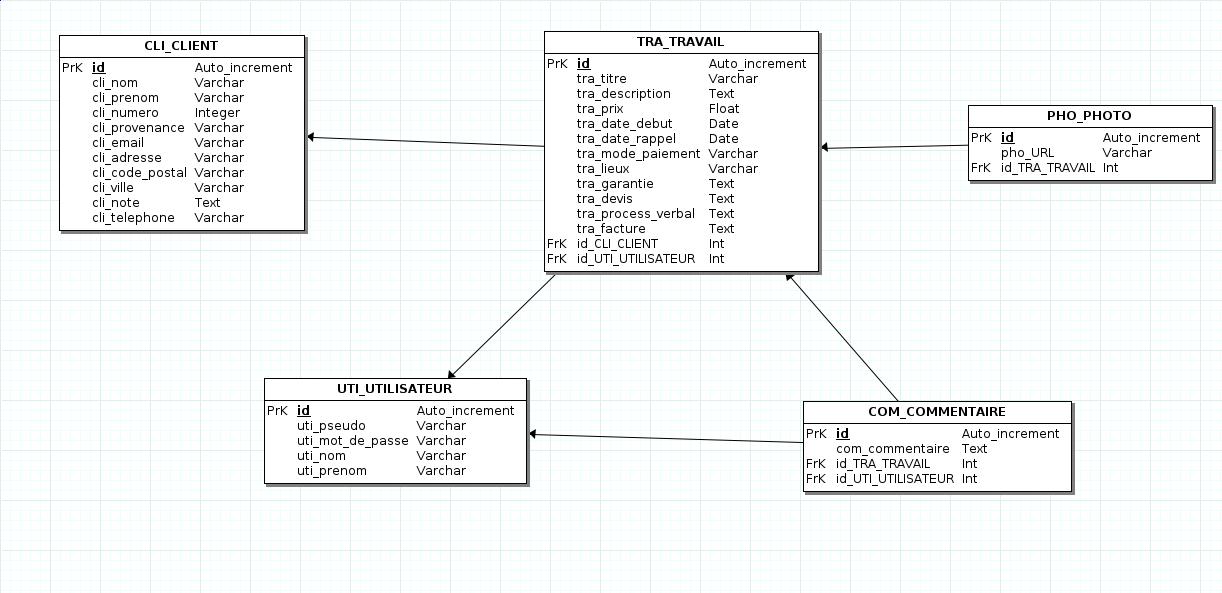 CLI_CLIENT
PrK id Auto_increment
cli_nom Varchar
cli_prenom Varchar
cli_numero Integer
cli_provenance Varchar
cli_email Varchar
cli_adresse Varchar
cli_code_postal Varchar
cli_ville Varchar
cli_note Text
cli_telephone Varchar
TRA_TRAVAIL
PrK id Auto_increment
tra_titre Varchar
tra_description Text
tra_prix Float
tra_date_debut Date
tra_date_rappel Date
tra_mode_paiement Varchar
tra_lieux Varchar
tra_garantie Text
tra_devis Text
tra_process_verbal Text
tra_facture Text
FrK id_CLI_CLIENT Int
FrK id_UTI_UTILISATEUR Int
PHO_PHOTO
PrK id Auto_increment
pho_URL Varchar
FrK id_TRA_TRAVAIL Int
UTI_UTILISATEUR
PrK id Auto_increment
uti_pseudo Varchar
uti_mot_de_passe Varchar
uti_nom Varchar
uti_prenom Varchar
COM_COMMENTAIRE
PrK id Auto_increment
com_commentaire Text
FrK id_TRA_TRAVAIL Int
FrK id_UTI_UTILISATEUR Int